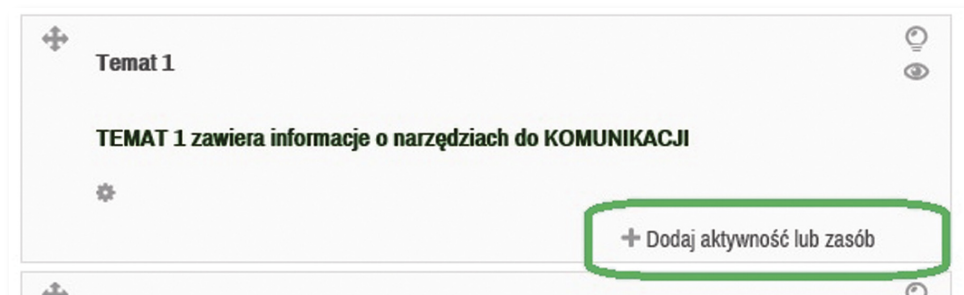 Temat 1
TEMAT 1 zawiera informacje o narzędziach do KOMUNIKACJI
Dodaj aktywność lub zasób